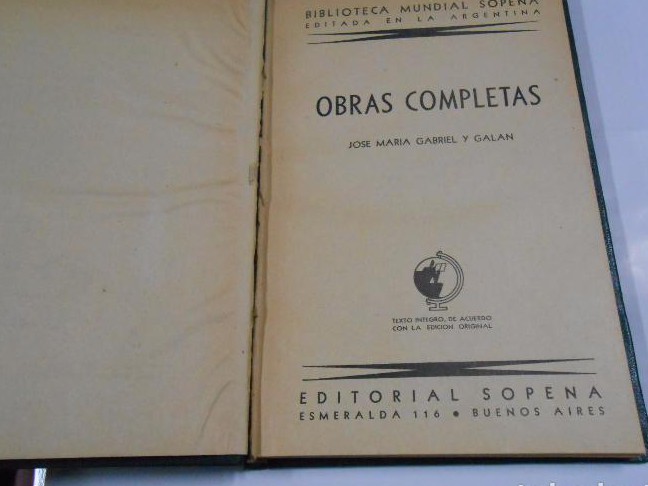 BIBLIOTECA MUNDIAL SOPENA
EDITADA EN LA ARGENTINA
OBRAS COMPLETAS
JOSE MARIA GABRIEL Y GALAN
TEXTO INTEGRO, DE ACUERDO
CON LA EDICION ORIGINAL
EDITORIAL SOPENA
ESMERALDA 116 • BUENOS AIRES